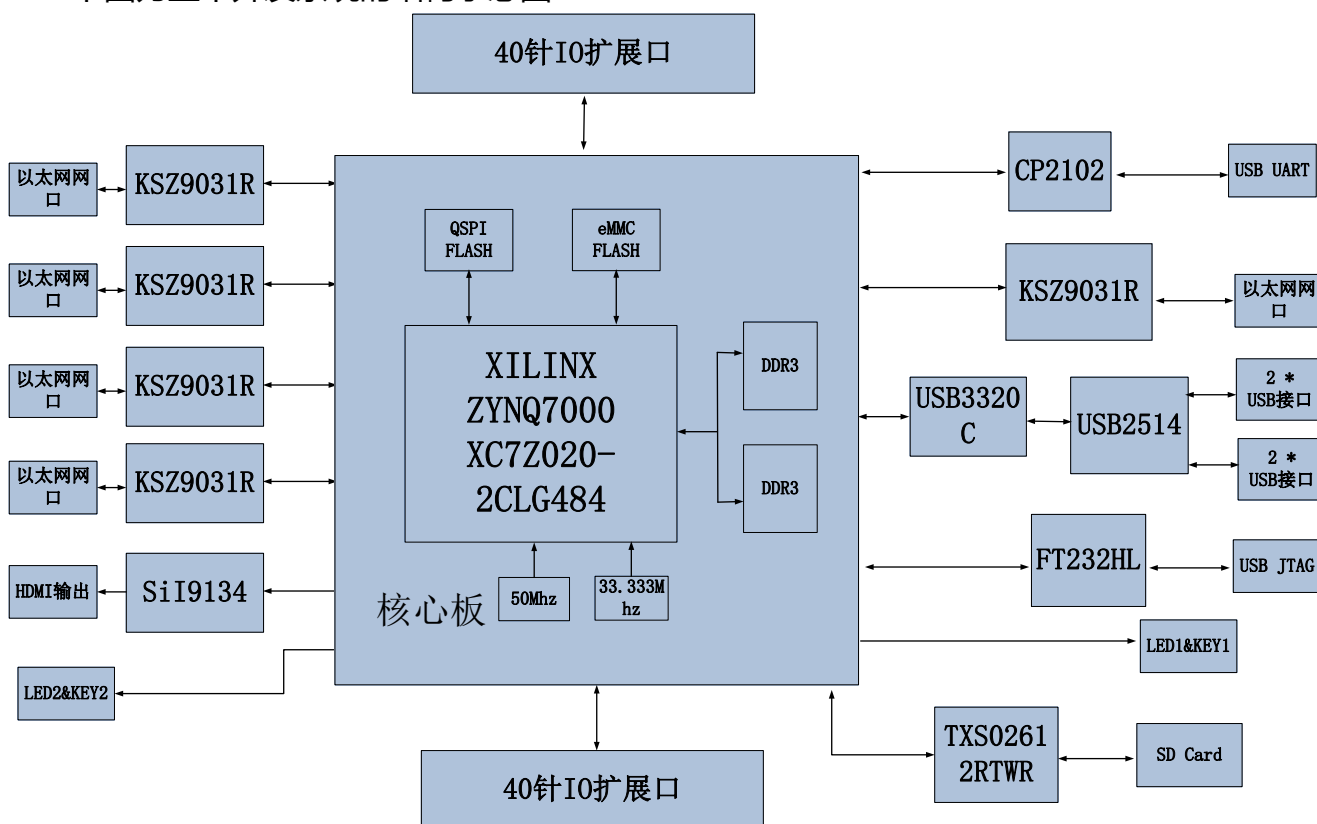 40针IO扩展口
以太网网
口
KSZ9031R
CP2102
USB UART
QSPI
FLASH
eMMC
FLASH
以太网网
口
KSZ9031R
KSZ9031R
以太网网
口
XILINX
ZYNQ7000
XC7Z020-
2CLG484
DDR3
DDR3
以太网网
口
KSZ9031R
USB3320
C
USB2514
2 *
USB接口
2 *
USB接口
以太网网
口
KSZ9031R
HDMI输出
SiI9134
核心板
50Mhz
33.333M
hz
FT232HL
USB JTAG
LED1&KEY1
LED2&KEY2
TXS0261
2RTWR
SD Card
40针IO扩展口